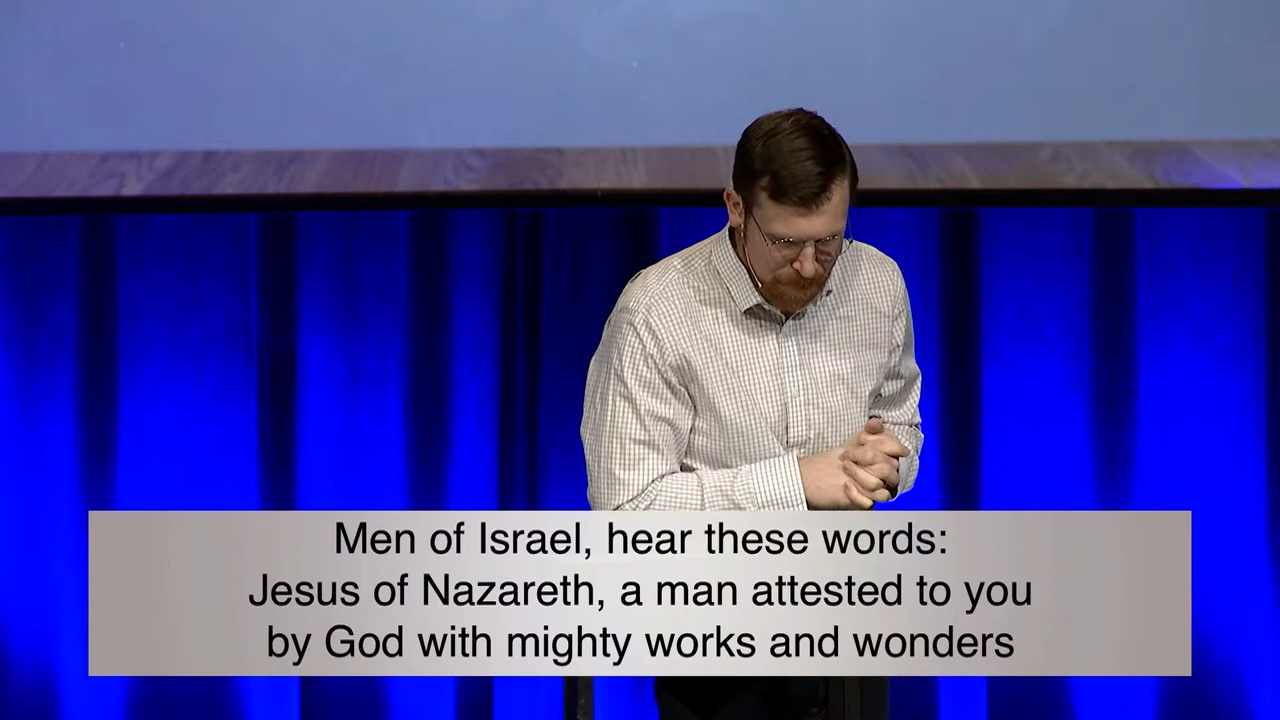 Men of Israel, hear these words:
Jesus of Nazareth, a man attested to you
by God with mighty works and wonders